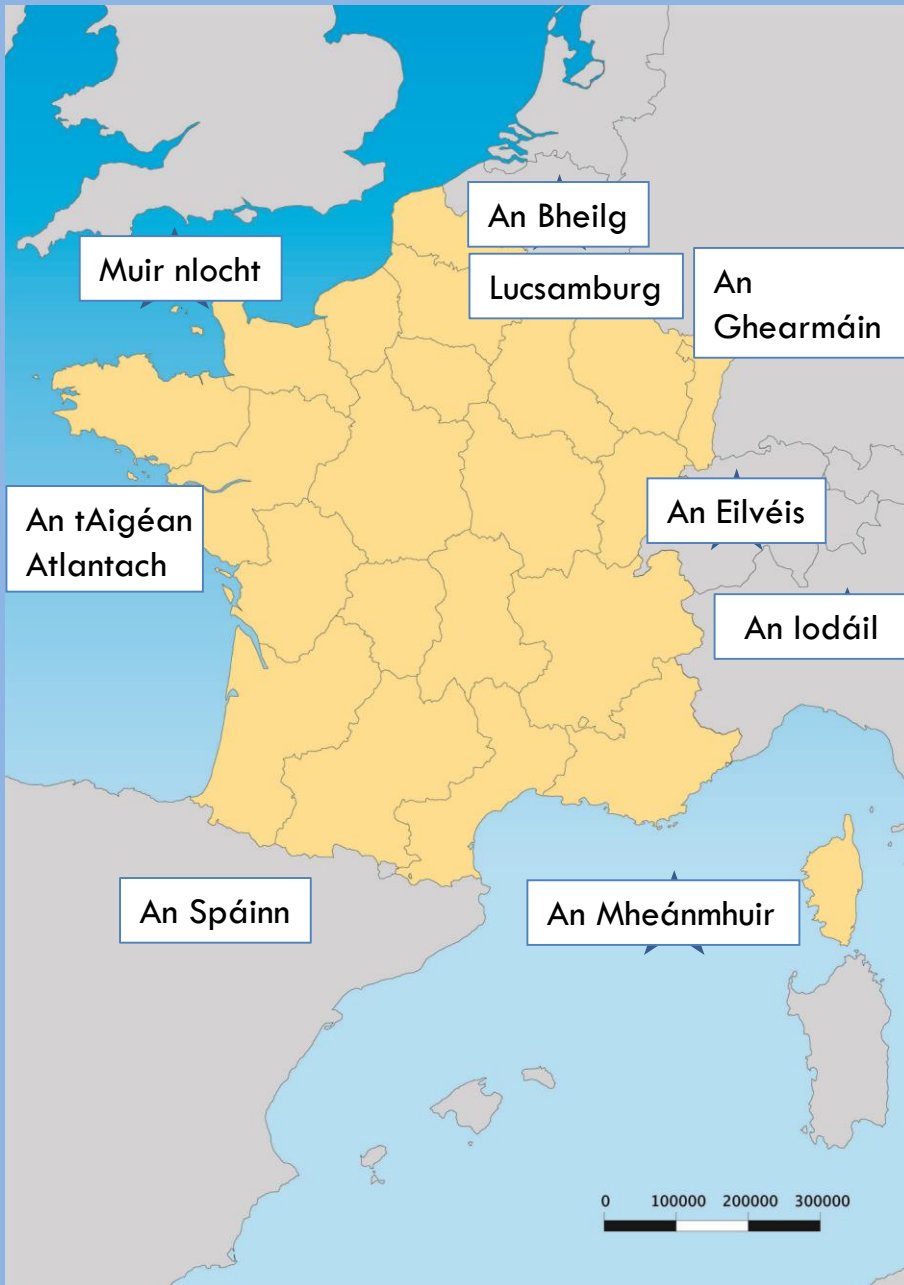 An Bheilg
Muir nIocht
Lucsamburg
An
Ghearmáin
An Eilvéis
An tAigéan
Atlantach
An Iodáil
An Spáinn
An Mheánmhuir
0 100000 200000 300000